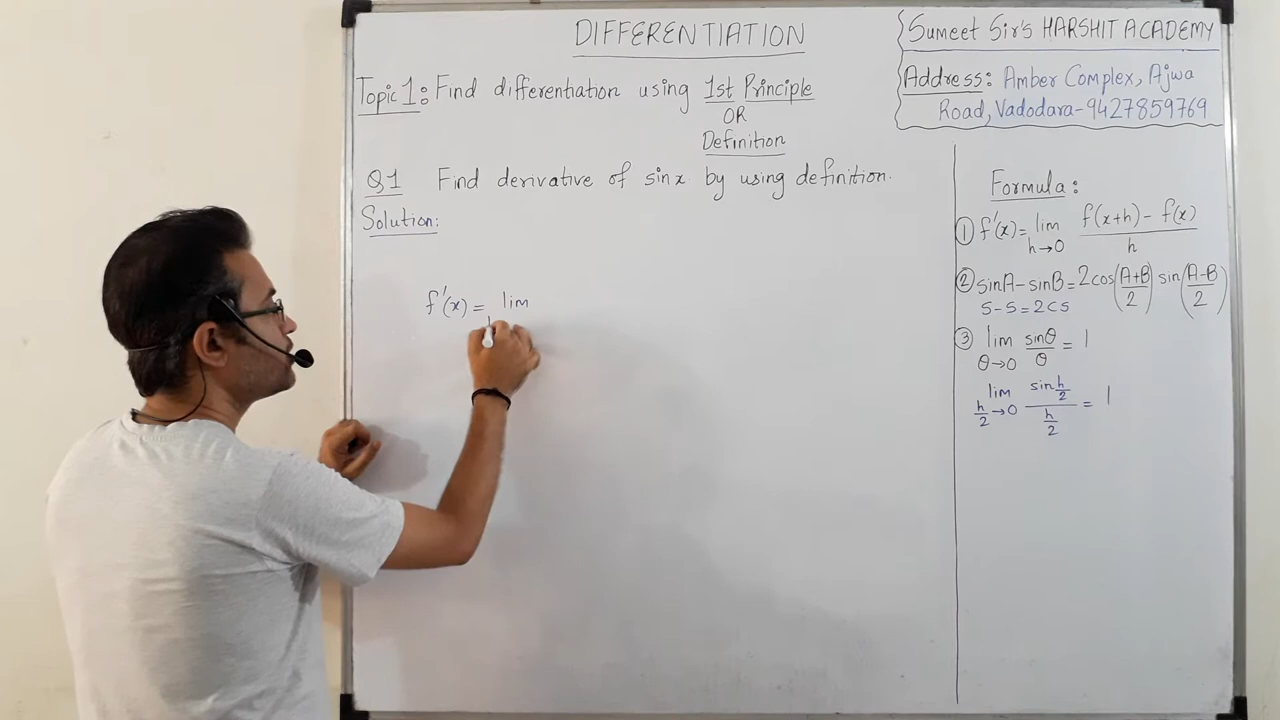 DIFFERENTIATION
Sumeet Sir's HARSHIT ACADEMY
Address: Amber Complex, Ajwa
Road, Vadodara-9427859769
Topic 1: Find differentiation using 1st Principle
OR
Definition
Q1 Find derivative of sinx by using definition.
Solution:
f'(x) = lim
Formula:
① f'(x) = lim h→0 f(x+h) - f(x) / h
② sinA - sinB = 2cos(A+B/2) sin(A-B/2)
S-S = 2CS
③ lim θ→0 sinθ/θ = 1
lim h/2→0 sin h/2 / h/2 = 1